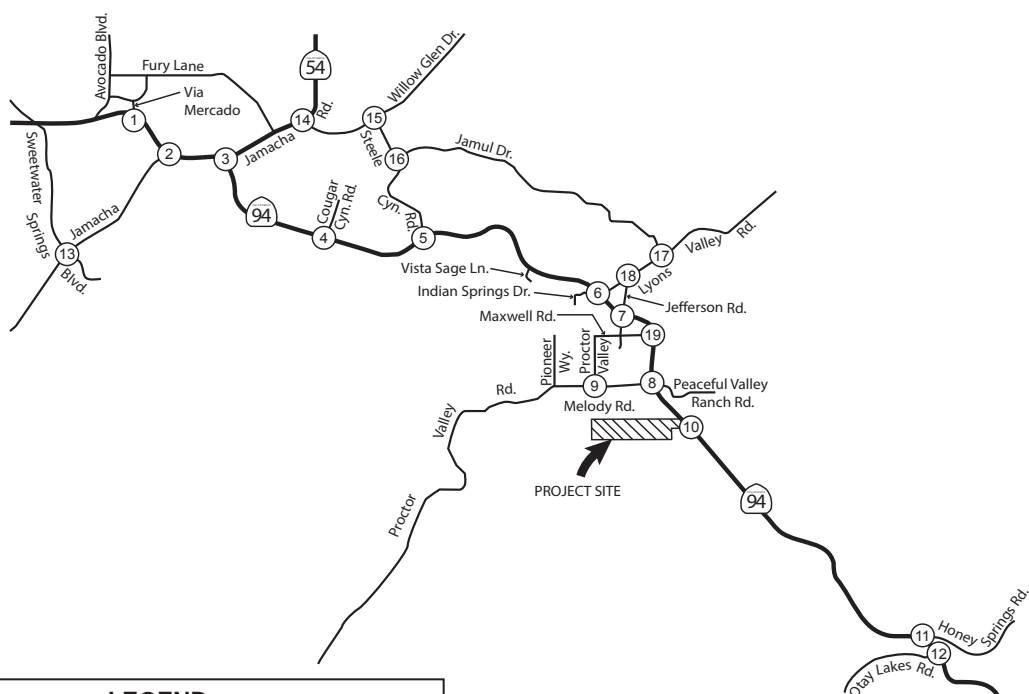 Avocado Blvd.
Fury Lane
Via
Mercado
54
Willow Glen Dr.
1
2
3
14
Rd.
Jamacha
15
Steele
16
Cyn.
Rd.
Jamul Dr.
Sweetwater
Springs
Blvd.
Jamacha
13
94
Cougar
Cyn. Rd.
4
5
Vista Sage Ln.
Indian Springs Dr.
6
17
Valley
Rd.
18
Lyons
Jefferson Rd.
7
Maxwell Rd.
19
Pioneer
Wy.
Proctor
Valley
Rd.
9
8
Peaceful Valley
Ranch Rd.
Melody Rd.
10
Valley
Proctor
PROJECT SITE
94
11
Honey
Springs Rd.
12
Otay Lakes Rd.
LEGEND